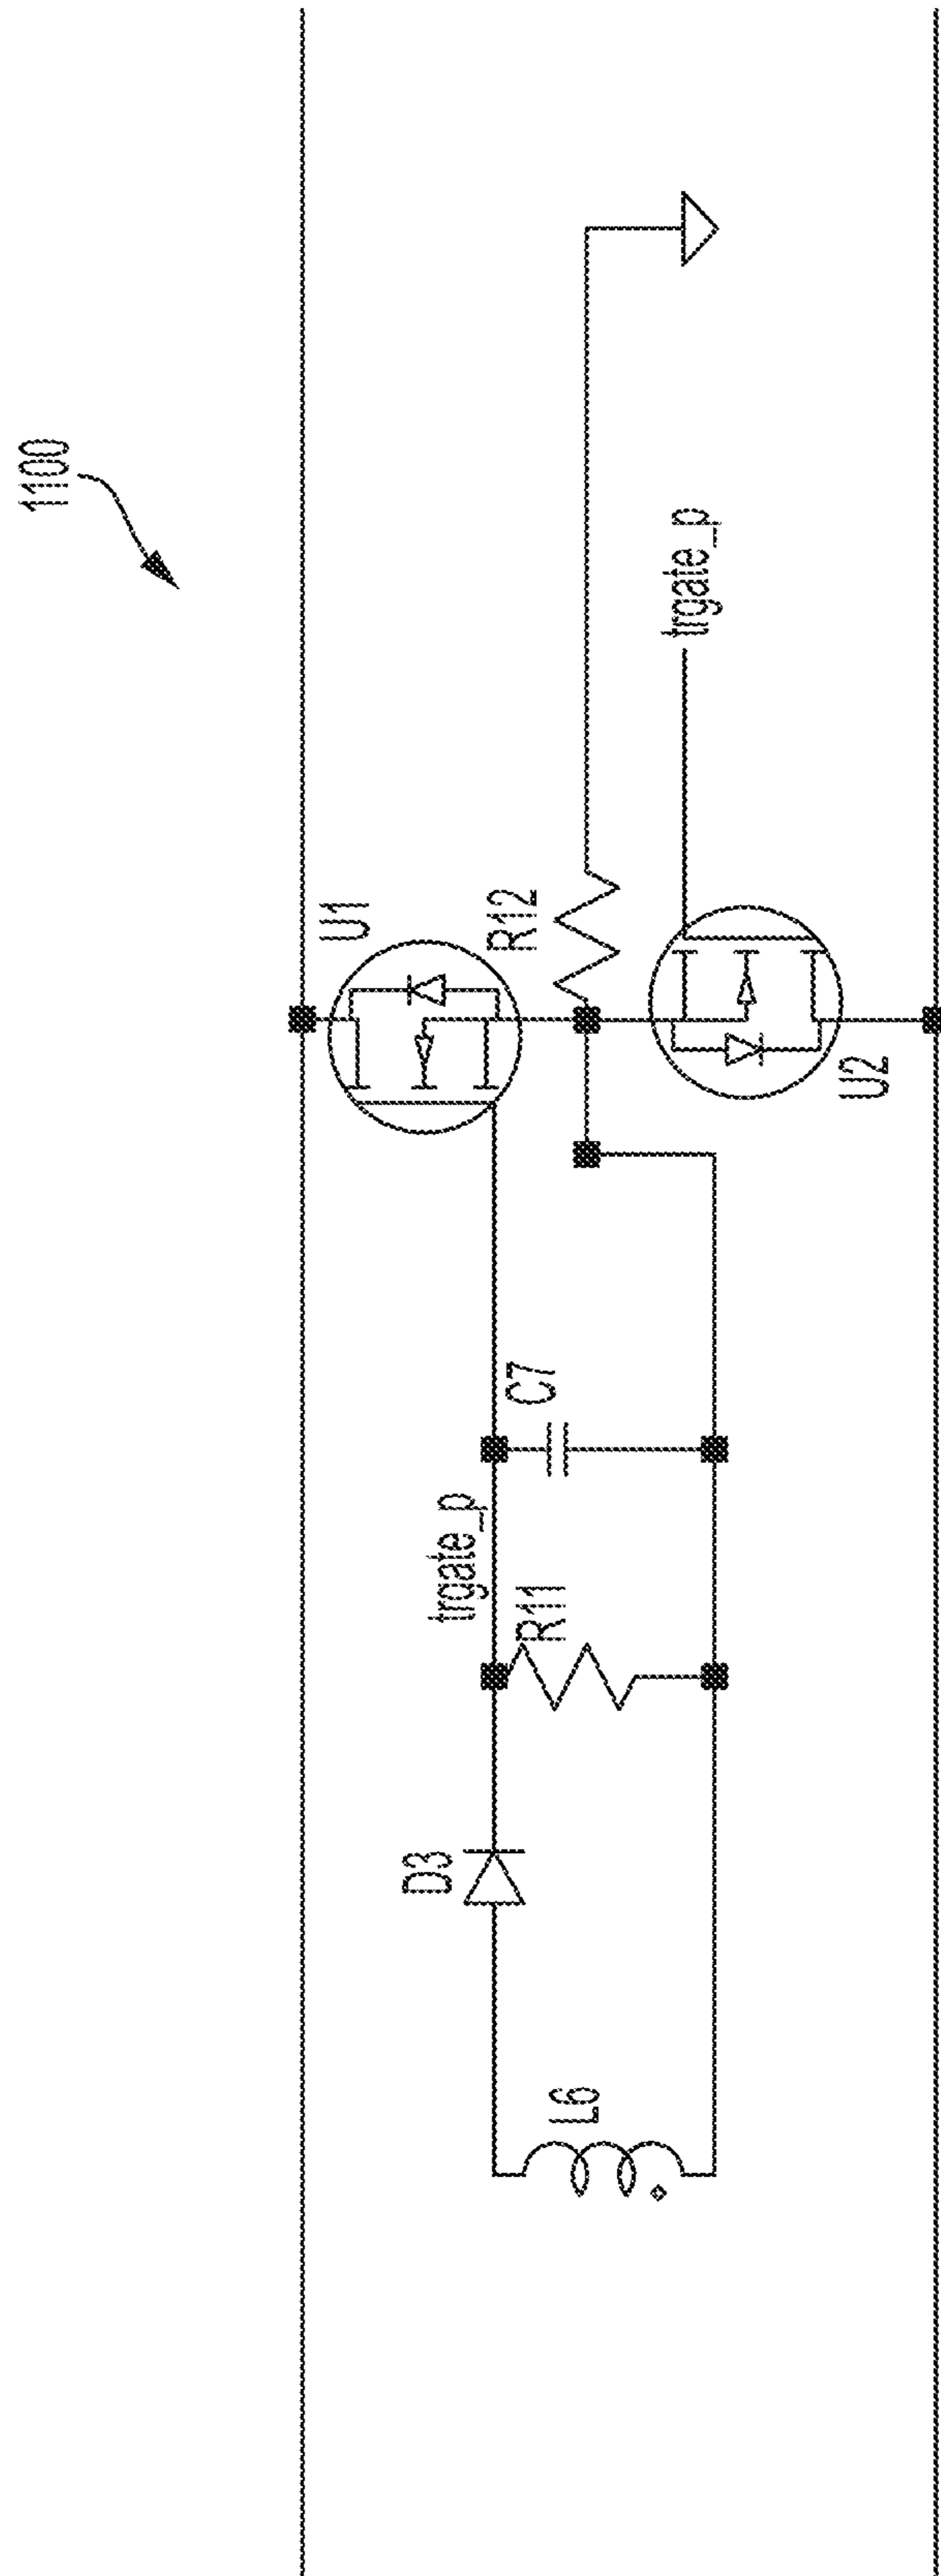 1100
trgate_p
U1
R12
U2
C7
trgate_p
R11
D3
L6